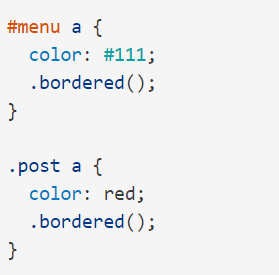 #menu a {
  color: #111;
  .bordered();
}

.post a {
  color: red;
  .bordered();
}